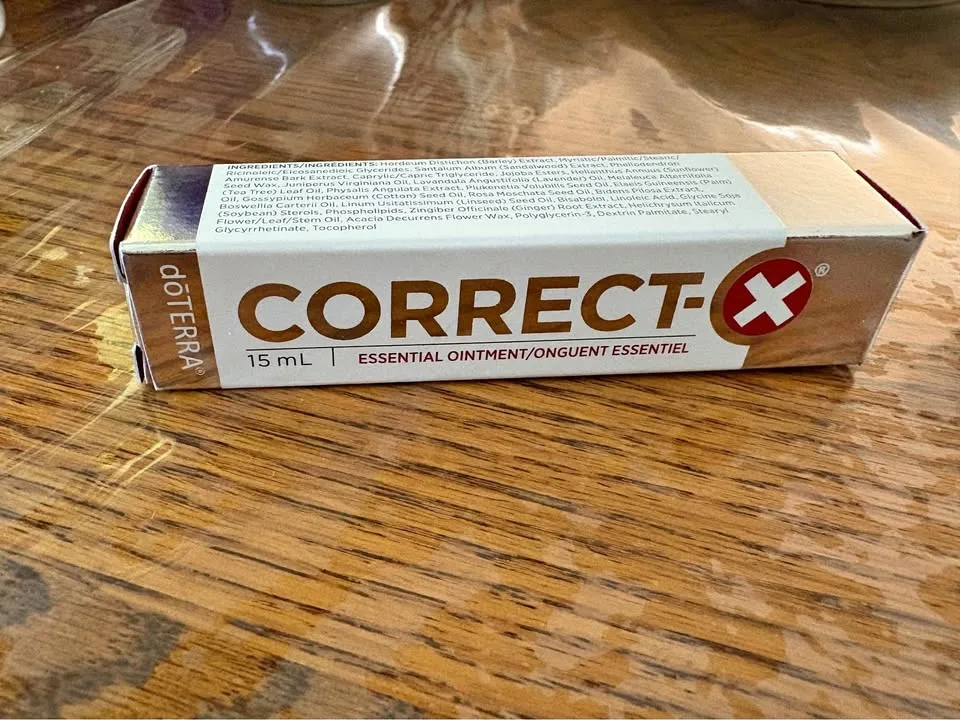 INGREDIENTS/INGRÉDIENTS: Hordeum Distichon (Barley) Extract, Myristic/Palmitic/Stearic/
Ricinoleic/Eicosanedioic Glycerides, Santalum Album (Sandalwood) Extract, Phellodendron
Amurense Bark Extract, Caprylic/Capric Triglyceride, Jojoba Esters, Helianthus Annuus (Sunflower)
Seed Wax, Juniperus Virginiana Oil, Lavandula Angustifolia (Lavender) Oil, Melaleuca Alternifolia
(Tea Tree) Leaf Oil, Physalis Angulata Extract, Plukenetia Volubilis Seed Oil, Elaeis Guineensis (Palm)
Oil, Gossypium Herbaceum (Cotton) Seed Oil, Rosa Moschata Seed Oil, Bidens Pilosa Extract,
Boswellia Carterii Oil, Linum Usitatissimum (Linseed) Seed Oil, Bisabolol, Linoleic Acid, Glycine Soja
(Soybean) Sterols, Phospholipids, Zingiber Officinale (Ginger) Root Extract, Helichrysum Italicum
Flower/Leaf/Stem Oil, Acacia Decurrens Flower Wax, Polyglycerin-3, Dextrin Palmitate, Stearyl
Glycyrrhetinate, Tocopherol
dōTERRA®
CORRECT-X®
15 mL | ESSENTIAL OINTMENT/ONGUENT ESSENTIEL